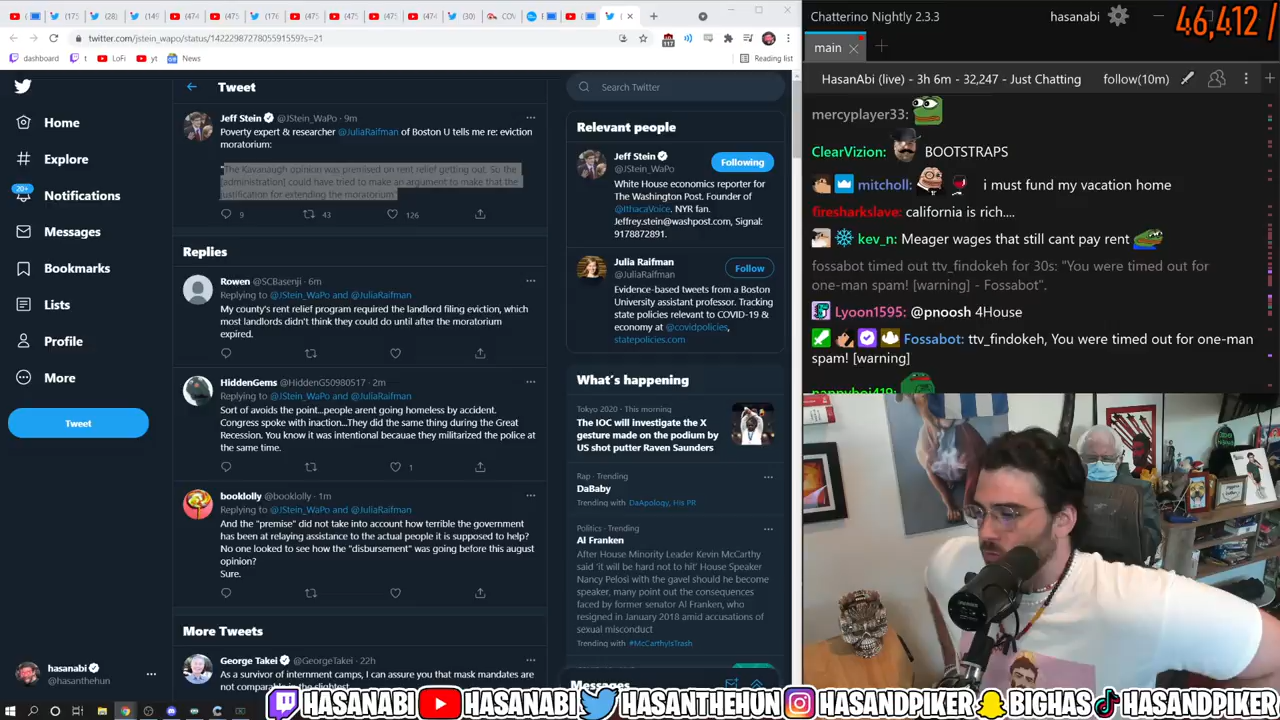 (175
(28)
(149
(475
(176
(475
(475
(474
(30)
COV
twitter.com/jstein_wapo/status/1422298727805591559?s=21
dashboard
t
LoFi
yt
News
Reading list
Home
Explore
20+
Notifications
Messages
Bookmarks
Lists
Profile
More
Tweet
hasanabi
@hasanthehun
Tweet
Jeff Stein @JStein_WaPo · 9m
Poverty expert & researcher @JuliaRaifman of Boston U tells me re: eviction
moratorium:
"The Kavanaugh opinion was premised on rent relief getting out. So the
[administration] could have tried to make an argument to make that the
justification for extending the moratorium"
9
43
126
Replies
Rowen @SCBasenji · 6m
Replying to @JStein_WaPo and @JuliaRaifman
My county's rent relief program required the landlord filing eviction, which
most landlords didn't think they could do until after the moratorium
expired.
HiddenGems @HiddenG50980517 · 2m
Replying to @JStein_WaPo and @JuliaRaifman
Sort of avoids the point...people arent going homeless by accident.
Congress spoke with inaction...They did the same thing during the Great
Recession. You know it was intentional becauae they militarized the police at
the same time.
1
booklolly @booklolly · 1m
Replying to @JStein_WaPo and @JuliaRaifman
And the "premise" did not take into account how terrible the government
has been at relaying assistance to the actual people it is supposed to help?
No one looked to see how the "disbursement" was going before this august
opinion?
Sure.
More Tweets
George Takei @GeorgeTakei · 22h
As a survivor of internment camps, I can assure you that mask mandates are
not comparable in the slightest.
Search Twitter
Relevant people
Jeff Stein
@JStein_WaPo
Following
White House economics reporter for
The Washington Post. Founder of
@IthacaVoice. NYR fan.
Jeffrey.stein@washpost.com, Signal:
9178872891.
Julia Raifman
@JuliaRaifman
Follow
Evidence-based tweets from a Boston
University assistant professor. Tracking
state policies relevant to COVID-19 &
economy at @covidpolicies,
statepolicies.com
What's happening
Tokyo 2020 · This morning
The IOC will investigate the X
gesture made on the podium by
US shot putter Raven Saunders
Rap · Trending
DaBaby
Trending with DaApology, His PR
Politics · Trending
Al Franken
After House Minority Leader Kevin McCarthy
said 'it will be hard not to hit' House Speaker
Nancy Pelosi with the gavel should he become
speaker, many point out the consequences
faced by former senator Al Franken, who
resigned in January 2018 amid accusations of
sexual misconduct
Trending with #McCarthyIsTrash
Messages
Chatterino Nightly 2.3.3
hasanabi
46,412 /
main
HasanAbi (live) - 3h 6m - 32,247 - Just Chatting
follow(10m)
mercyplayer33:
ClearVizion: BOOTSTRAPS
mitcholl: i must fund my vacation home
firesharkslave: california is rich....
kev_n: Meager wages that still cant pay rent
fossabot timed out ttv_findokeh for 30s: "You were timed out for
one-man spam! [warning] - Fossabot".
Lyoon1595: @pnoosh 4House
Fossabot: ttv_findokeh, You were timed out for one-man
spam! [warning]
nappyboi419:
HASANABI
HASANABI
HASANTHEHUN
HASANDPIKER
BIGHAS
HASANDPIKER